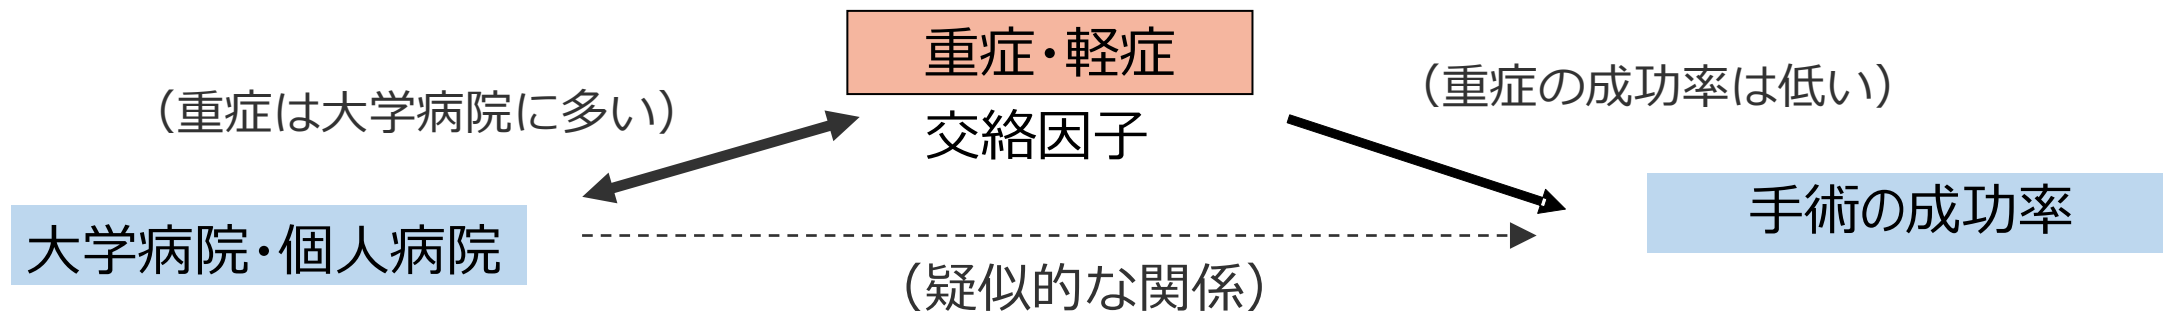 重症・軽症
（重症は大学病院に多い）
（重症の成功率は低い）
交絡因子
大学病院・個人病院
手術の成功率
（疑似的な関係）